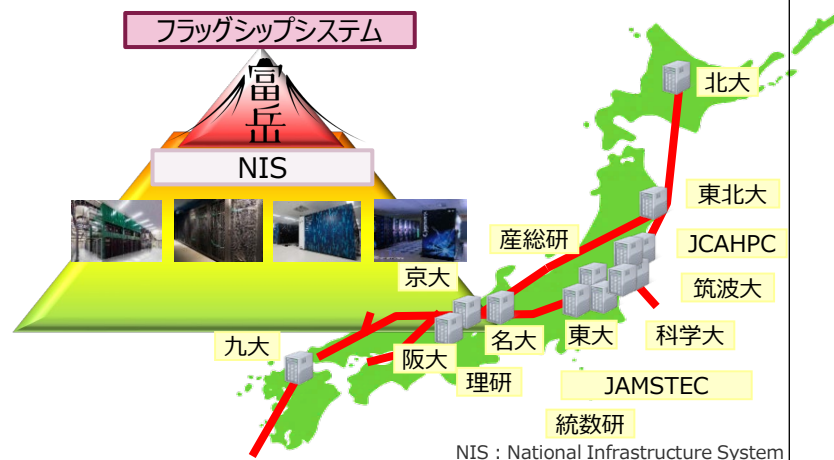 フラッグシップシステム
富岳
NIS
北大
東北大
産総研
JCAHPC
京大
筑波大
九大
阪大
名大
東大
科学大
理研
JAMSTEC
統数研
NIS : National Infrastructure System